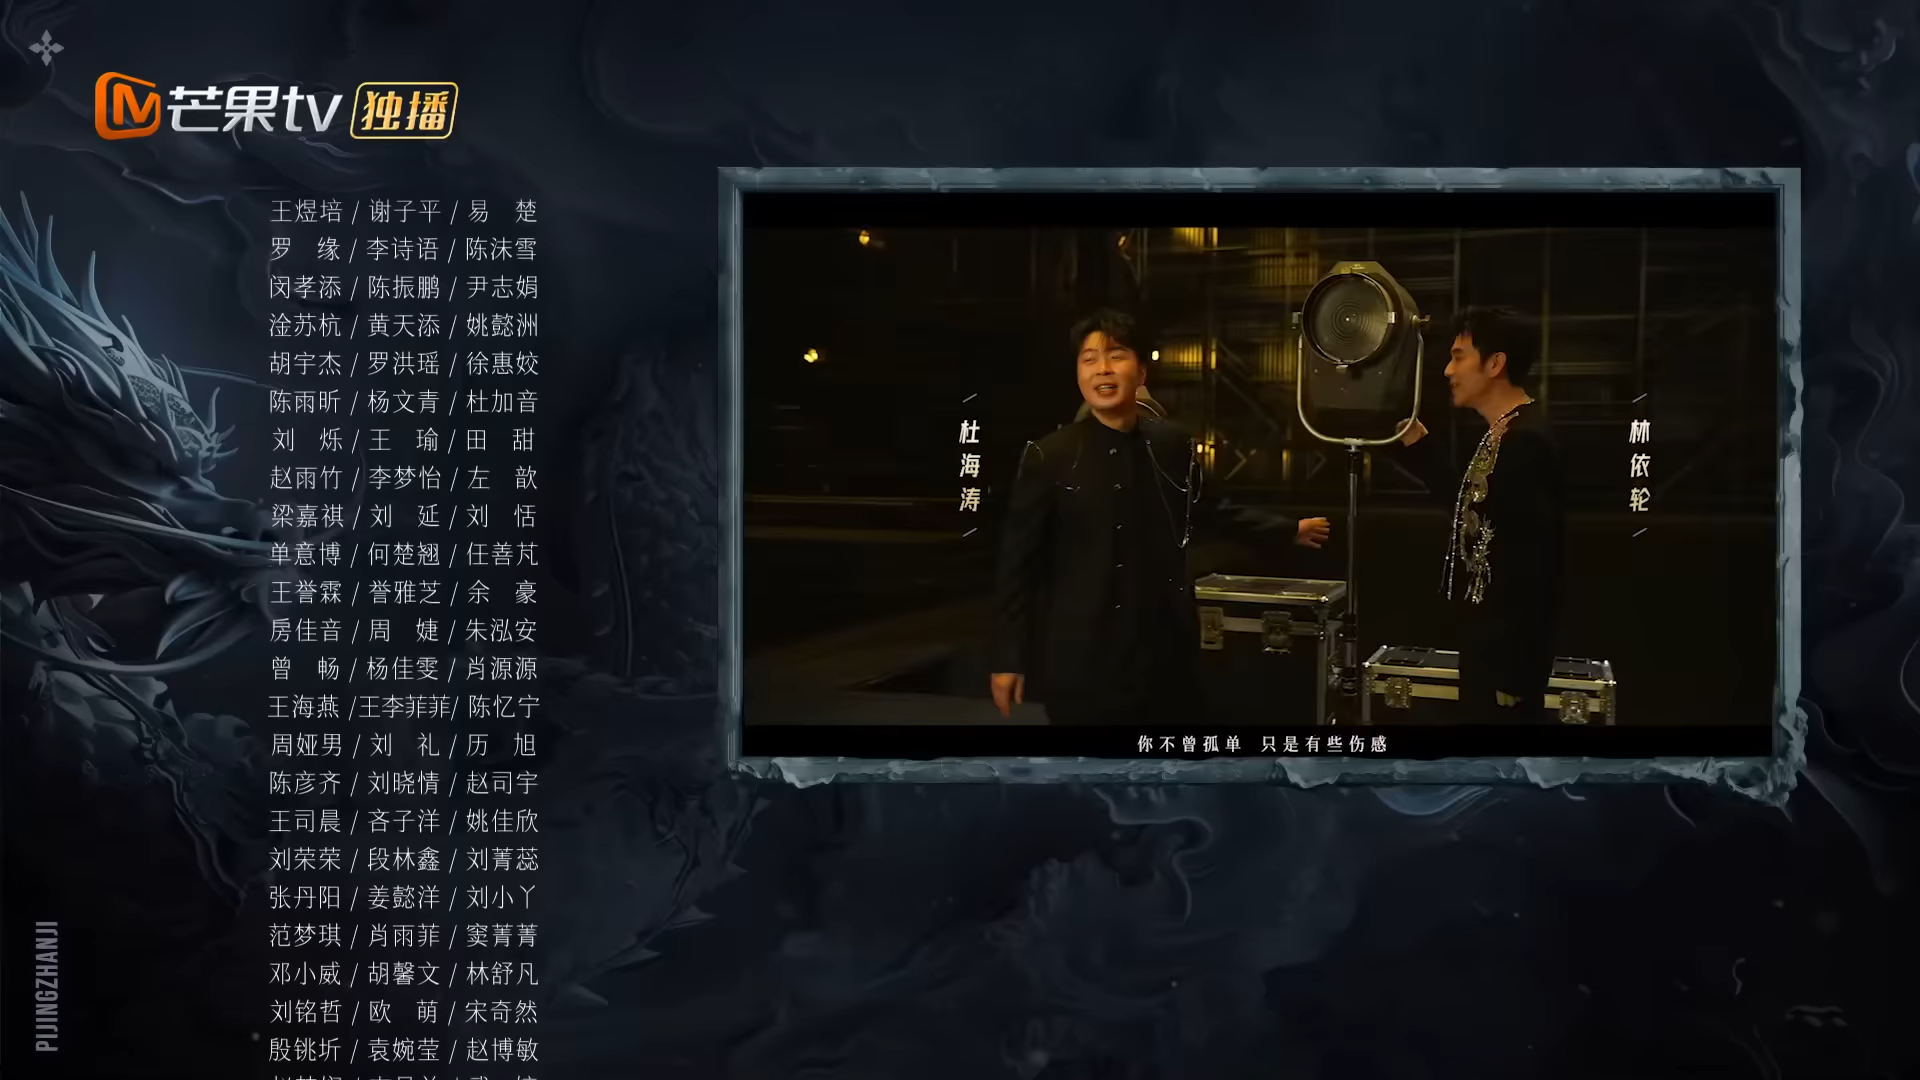 芒果tv 独播
王煜培 / 谢子平 / 易 楚
罗 缘 / 李诗语 / 陈沫雪
闵孝添 / 陈振鹏 / 尹志娟
淦苏杭 / 黄天添 / 姚懿洲
胡宇杰 / 罗洪瑶 / 徐惠姣
陈雨昕 / 杨文青 / 杜加音
刘 烁 / 王 瑜 / 田 甜
赵雨竹 / 李梦怡 / 左 歆
梁嘉祺 / 刘 延 / 刘 恬
单意博 / 何楚翘 / 任善芃
王誉霖 / 誉雅芝 / 余 豪
房佳音 / 周 婕 / 朱泓安
曾 畅 / 杨佳雯 / 肖源源
王海燕 /王李菲菲/ 陈忆宁
周娅男 / 刘 礼 / 历 旭
陈彦齐 / 刘晓情 / 赵司宇
王司晨 / 吝子洋 / 姚佳欣
刘荣荣 / 段林鑫 / 刘菁蕊
张丹阳 / 姜懿洋 / 刘小丫
范梦琪 / 肖雨菲 / 窦菁菁
邓小威 / 胡馨文 / 林舒凡
刘铭哲 / 欧 萌 / 宋奇然
殷铫圻 / 袁婉莹 / 赵博敏
杜海涛
林依轮
你不曾孤单 只是有些伤感
PIJINGZHANJI